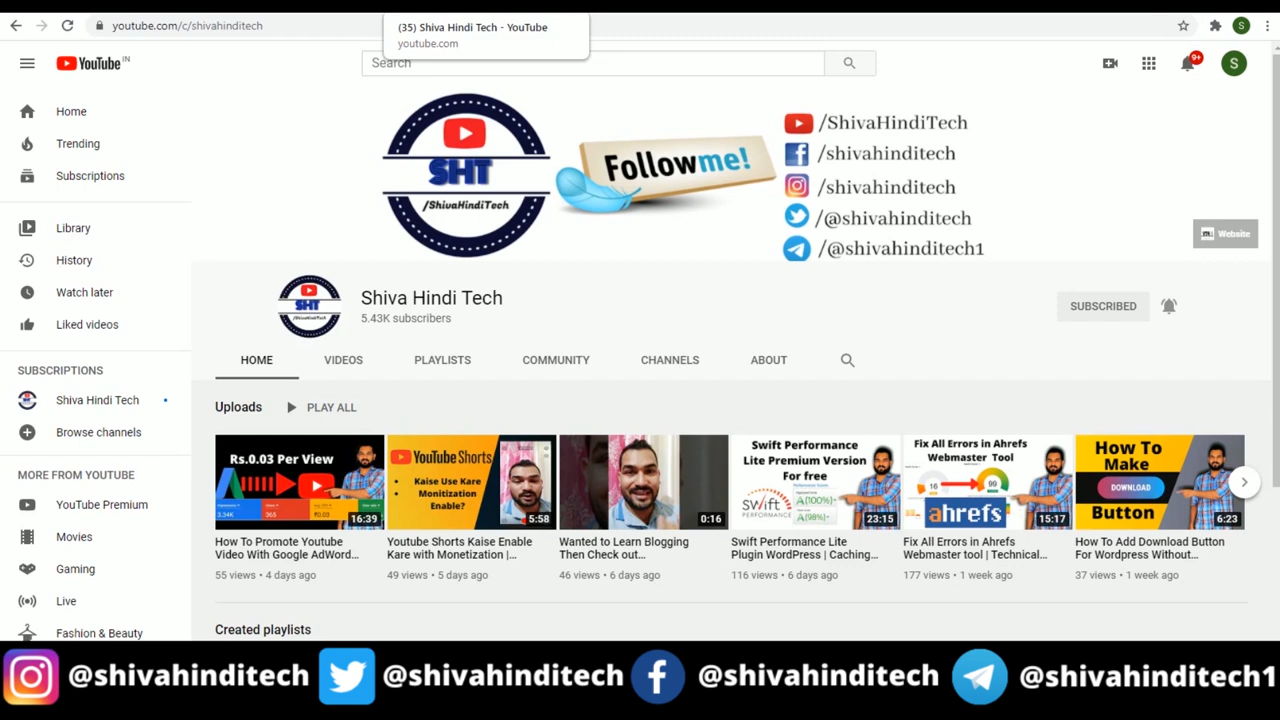 youtube.com/c/shivahinditech
(35) Shiva Hindi Tech - YouTube
youtube.com
YouTube IN
Search
9+
S
S
Home
Trending
Subscriptions
Library
History
Watch later
Liked videos
SUBSCRIPTIONS
Shiva Hindi Tech
Browse channels
MORE FROM YOUTUBE
YouTube Premium
Movies
Gaming
Live
Fashion & Beauty
SHT
/ShivaHindiTech
Follow me!
/ShivaHindiTech
/shivahinditech
/shivahinditech
/@shivahinditech
/@shivahinditech1
Website
SHT
Shiva Hindi Tech
5.43K subscribers
SUBSCRIBED
HOME VIDEOS PLAYLISTS COMMUNITY CHANNELS ABOUT
Uploads PLAY ALL
Rs.0.03 Per View
16:39
How To Promote Youtube
Video With Google AdWord...
55 views • 4 days ago
YouTube Shorts
• Kaise Use Kare
• Monitization
Enable?
5:58
Youtube Shorts Kaise Enable
Kare with Monetization |...
49 views • 5 days ago
0:16
Wanted to Learn Blogging
Then Check out...
46 views • 6 days ago
Swift Performance
Lite Premium Version
For free
SWIFT
PERFORMANCE
23:15
Swift Performance Lite
Plugin WordPress | Caching...
116 views • 6 days ago
Fix All Errors in Ahrefs
Webmaster Tool
16
99
ahrefs
15:17
Fix All Errors in Ahrefs
Webmaster tool | Technical...
177 views • 1 week ago
How To
Make
DOWNLOAD
Button
6:23
How To Add Download Button
For Wordpress Without...
37 views • 1 week ago
Created playlists
@shivahinditech @shivahinditech @shivahinditech @shivahinditech1